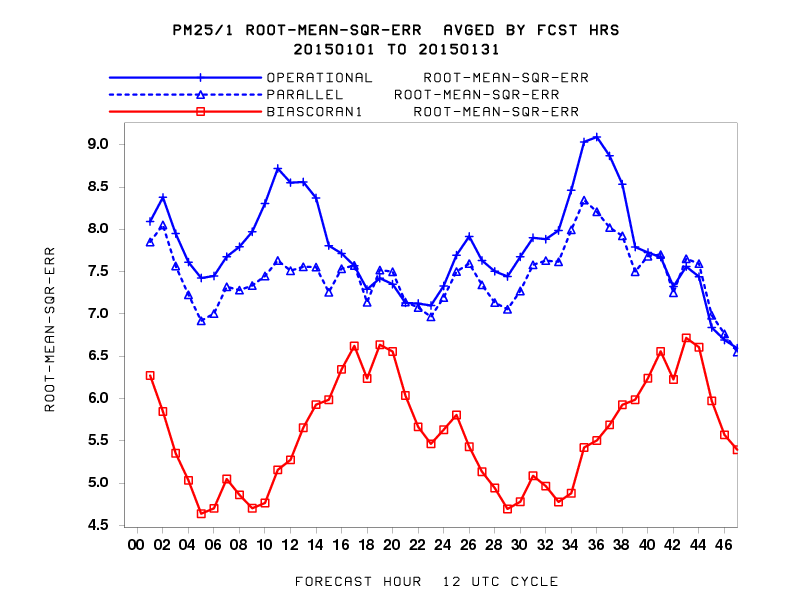 PM25/1 ROOT-MEAN-SQR-ERR  AVGED BY FCST HRS
20150101 TO 20150131
OPERATIONAL ROOT-MEAN-SQR-ERR
PARALLEL ROOT-MEAN-SQR-ERR
BIASCORAN1 ROOT-MEAN-SQR-ERR
ROOT-MEAN-SQR-ERR
9.0
8.5
8.0
7.5
7.0
6.5
6.0
5.5
5.0
4.5
00 02 04 06 08 10 12 14 16 18 20 22 24 26 28 30 32 34 36 38 40 42 44 46
FORECAST HOUR  12 UTC CYCLE